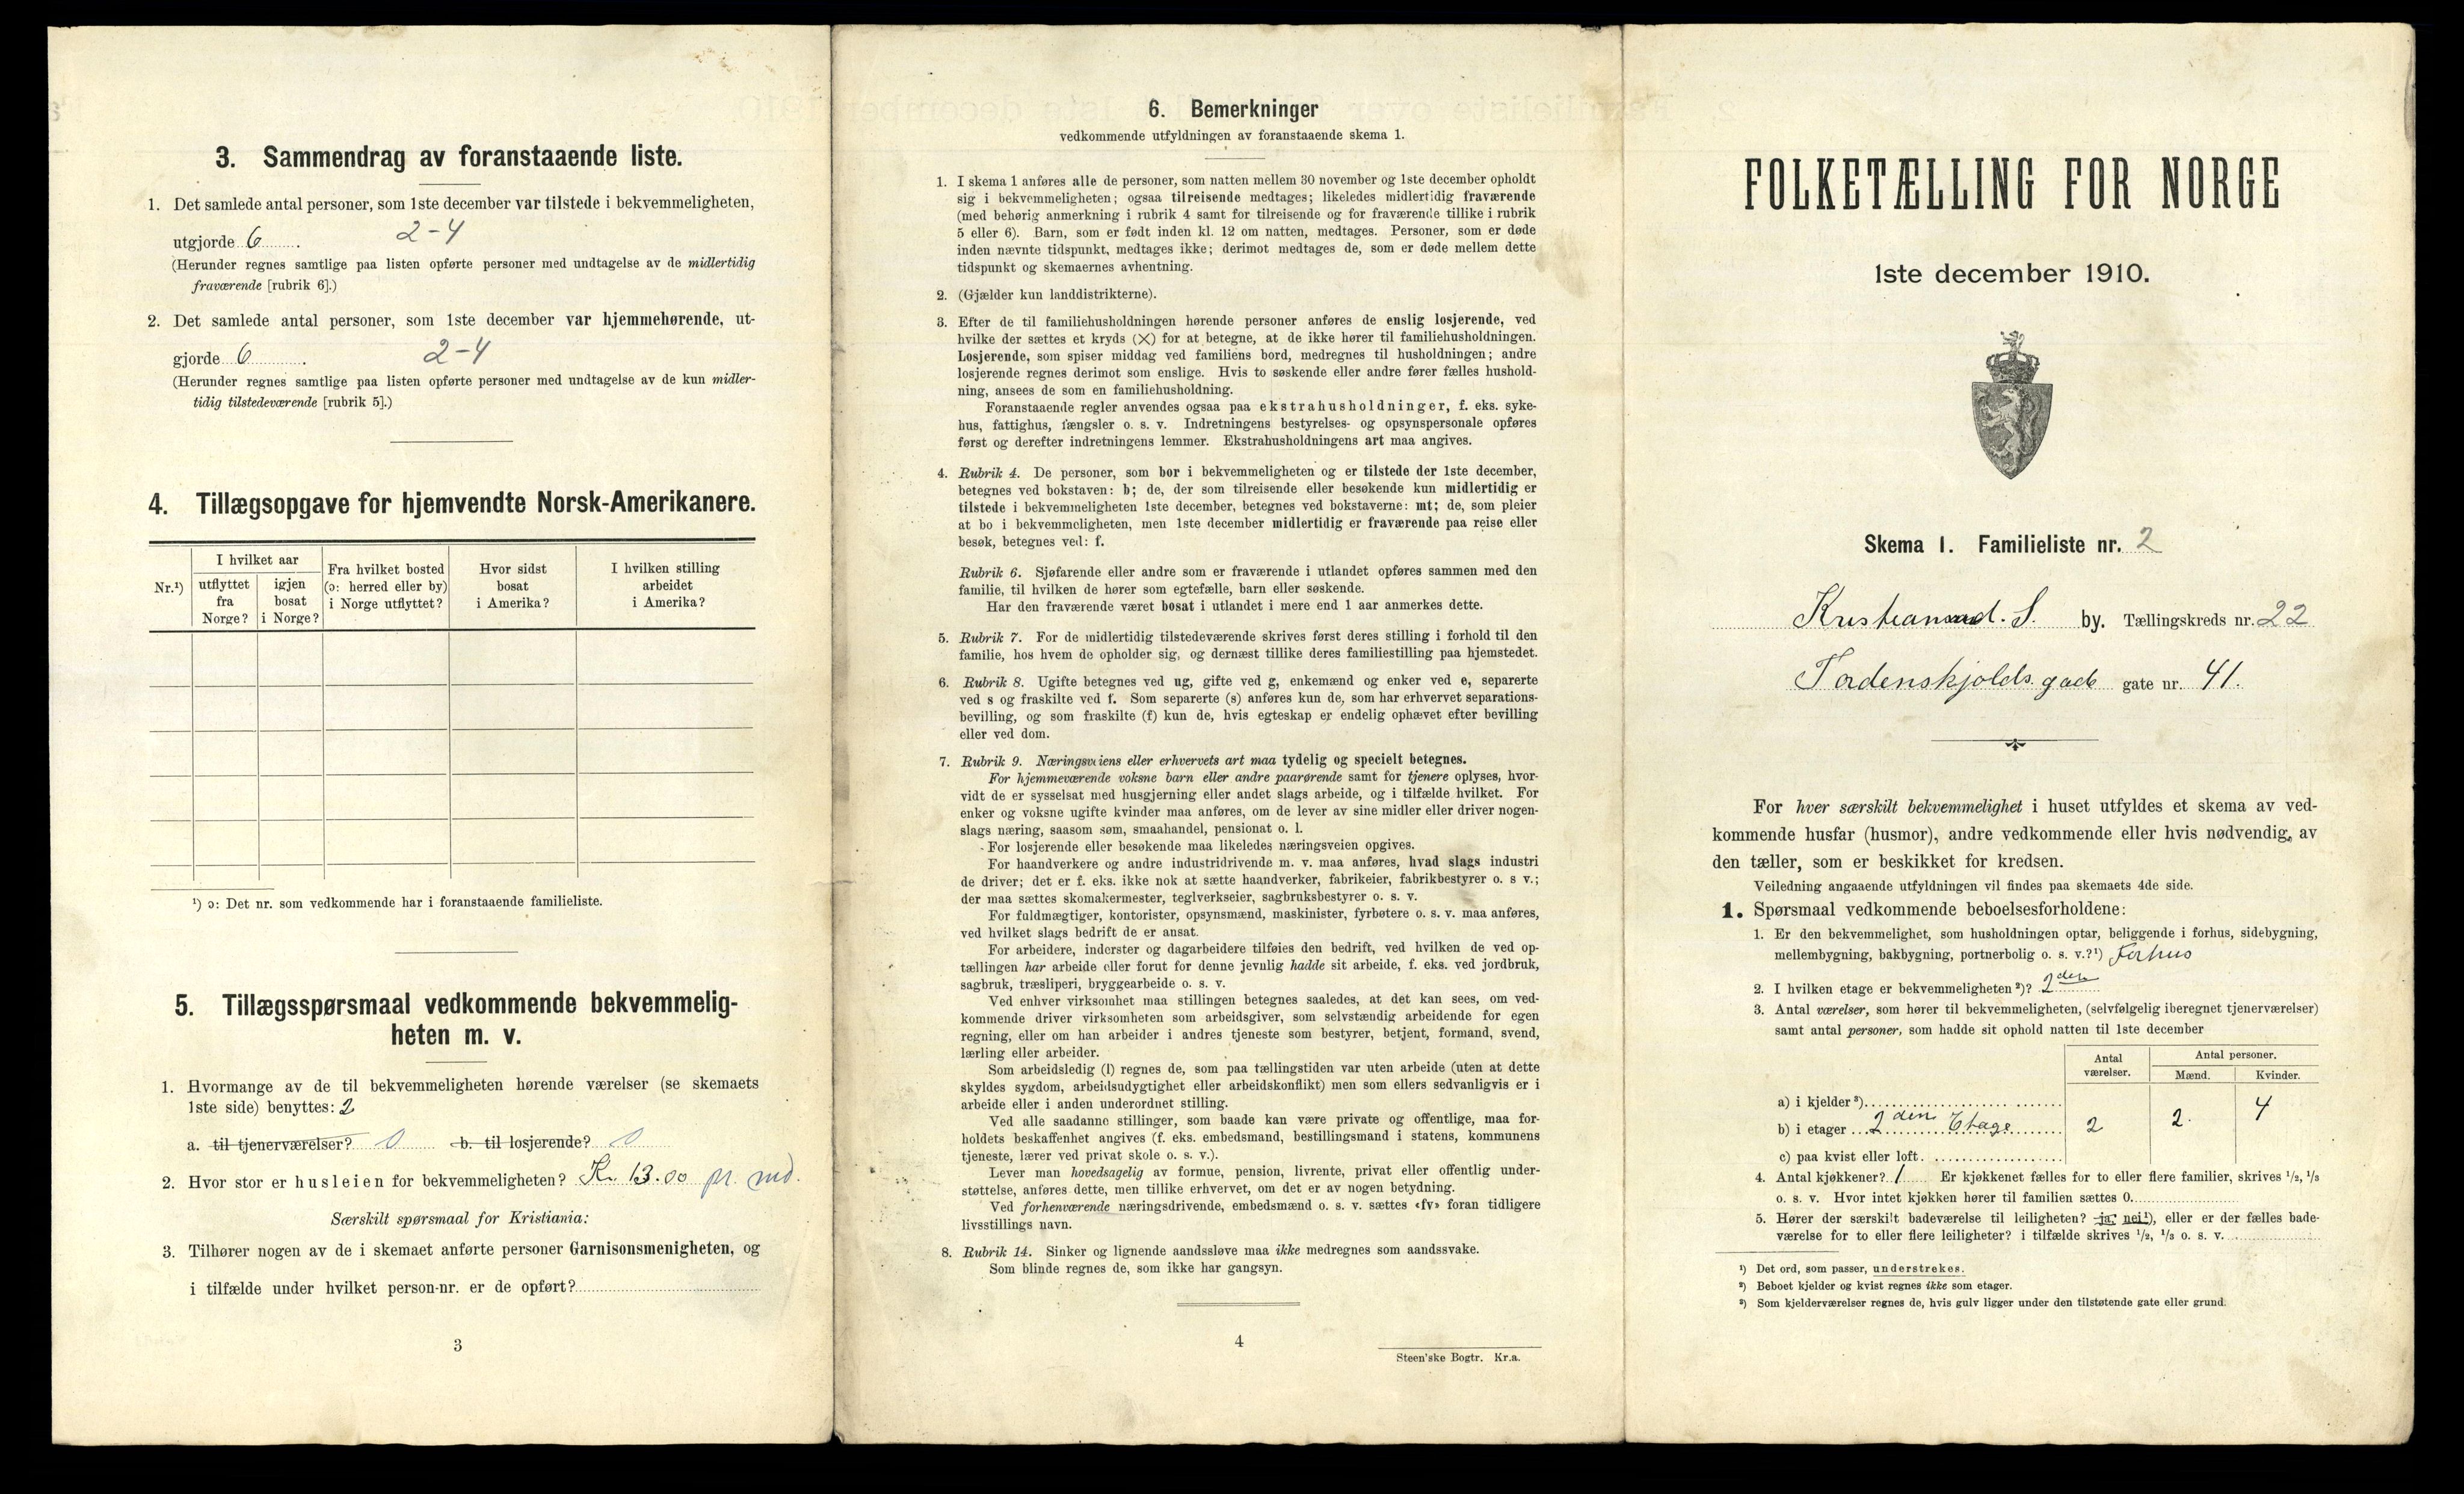 3. Sammendrag av foranstaaende liste.
1. Det samlede antal personer, som 1ste december var tilstede i bekvemmeligheten,
utgjorde 6. 2-4
(Herunder regnes samtlige paa listen opførte personer med undtagelse av de midlertidig
fraværende [rubrik 6].)
2. Det samlede antal personer, som 1ste december var hjemmehørende, ut-
gjorde 6. 2-4
(Herunder regnes samtlige paa listen opførte personer med undtagelse av de kun midler-
tidig tilstedeværende [rubrik 5].)
4. Tillægsopgave for hjemvendte Norsk-Amerikanere.
Nr.¹)
I hvilket aar
utflyttet fra Norge?
igjen bosat i Norge?
Fra hvilket bosted (ɔ: herred eller by) i Norge utflyttet?
Hvor sidst bosat i Amerika?
I hvilken stilling arbeidet i Amerika?
¹) ɔ: Det nr. som vedkommende har i foranstaaende familieliste.
5. Tillægsspørsmaal vedkommende bekvemmelig-
heten m. v.
1. Hvormange av de til bekvemmeligheten hørende værelser (se skemaets
1ste side) benyttes: 2
a. til tjenerværelser? 0 b. til losjerende? 0
2. Hvor stor er husleien for bekvemmeligheten? Kr. 13.00 pr. md.
Særskilt spørsmaal for Kristiania:
3. Tilhører nogen av de i skemaet anførte personer Garnisonsmenigheten, og
i tilfælde under hvilket person-nr. er de opført?
3
6. Bemerkninger
vedkommende utfyldningen av foranstaaende skema 1.
1. I skema 1 anføres alle de personer, som natten mellem 30 november og 1ste december opholdt
sig i bekvemmeligheten; ogsaa tilreisende medtages; likeledes midlertidig fraværende
(med behørig anmerkning i rubrik 4 samt for tilreisende og for fraværende tillike i rubrik
5 eller 6). Barn, som er født inden kl. 12 om natten, medtages. Personer, som er døde
inden nævnte tidspunkt, medtages ikke; derimot medtages de, som er døde mellem dette
tidspunkt og skemaernes avhentning.
2. (Gjælder kun landdistrikterne).
3. Efter de til familiehusholdningen hørende personer anføres de enslig losjerende, ved
hvilke der sættes et kryds (×) for at betegne, at de ikke hører til familiehusholdningen.
Losjerende, som spiser middag ved familiens bord, medregnes til husholdningen; andre
losjerende regnes derimot som enslige. Hvis to søskende eller andre fører fælles hushold-
ning, ansees de som en familiehusholdning.
Foranstaaende regler anvendes ogsaa paa ekstrahusholdninger, f. eks. syke-
hus, fattighus, fængsler o. s. v. Indretningens bestyrelses- og opsynspersonale opføres
først og derefter indretningens lemmer. Ekstrahusholdningens art maa angives.
4. Rubrik 4. De personer, som bor i bekvemmeligheten og er tilstede der 1ste december,
betegnes ved bokstaven: b; de, der som tilreisende eller besøkende kun midlertidig er
tilstede i bekvemmeligheten 1ste december, betegnes ved bokstaverne: mt; de, som pleier
at bo i bekvemmeligheten, men 1ste december midlertidig er fraværende paa reise eller
besøk, betegnes ved: f.
Rubrik 6. Sjøfarende eller andre som er fraværende i utlandet opføres sammen med den
familie, til hvilken de hører som egtefælle, barn eller søskende.
Har den fraværende været bosat i utlandet i mere end 1 aar anmerkes dette.
5. Rubrik 7. For de midlertidig tilstedeværende skrives først deres stilling i forhold til den
familie, hos hvem de opholder sig, og dernæst tillike deres familiestilling paa hjemstedet.
6. Rubrik 8. Ugifte betegnes ved ug, gifte ved g, enkemænd og enker ved e, separerte
ved s og fraskilte ved f. Som separerte (s) anføres kun de, som har erhvervet separations-
bevilling, og som fraskilte (f) kun de, hvis egteskap er endelig ophævet efter bevilling
eller ved dom.
7. Rubrik 9. Næringsveiens eller erhvervets art maa tydelig og specielt betegnes.
For hjemmeværende voksne barn eller andre paarørende samt for tjenere oplyses, hvor-
vidt de er sysselsat med husgjerning eller andet slags arbeide, og i tilfælde hvilket. For
enker og voksne ugifte kvinder maa anføres, om de lever av sine midler eller driver nogen-
slags næring, saasom søm, smaahandel, pensionat o. l.
For losjerende eller besøkende maa likeledes næringsveien opgives.
For haandverkere og andre industridrivende m. v. maa anføres, hvad slags industri
de driver; det er f. eks. ikke nok at sætte haandverker, fabrikeier, fabrikbestyrer o. s v.;
der maa sættes skomakermester, teglverkseier, sagbruksbestyrer o. s. v.
For fuldmægtiger, kontorister, opsynsmænd, maskinister, fyrbøtere o. s. v. maa anføres,
ved hvilket slags bedrift de er ansat.
For arbeidere, inderster og dagarbeidere tilføies den bedrift, ved hvilken de ved op-
tællingen har arbeide eller forut for denne jevnlig hadde sit arbeide, f. eks. ved jordbruk,
sagbruk, træsliperi, bryggearbeide o. s. v.
Ved enhver virksomhet maa stillingen betegnes saaledes, at det kan sees, om ved-
kommende driver virksomheten som arbeidsgiver, som selvstændig arbeidende for egen
regning, eller om han arbeider i andres tjeneste som bestyrer, betjent, formand, svend,
lærling eller arbeider.
Som arbeidsledig (l) regnes de, som paa tællingstiden var uten arbeide (uten at dette
skyldes sygdom, arbeidsudygtighet eller arbeidskonflikt) men som ellers sedvanligvis er i
arbeide eller i anden underordnet stilling.
Ved alle saadanne stillinger, som baade kan være private og offentlige, maa for-
holdets beskaffenhet angives (f. eks. embedsmand, bestillingsmand i statens, kommunens
tjeneste, lærer ved privat skole o. s. v.).
Lever man hovedsagelig av formue, pension, livrente, privat eller offentlig under-
støttelse, anføres dette, men tillike erhvervet, om det er av nogen betydning.
Ved forhenværende næringsdrivende, embedsmænd o. s. v. sættes «fv» foran tidligere
livsstillings navn.
8. Rubrik 14. Sinker og lignende aandssløve maa ikke medregnes som aandssvake.
Som blinde regnes de, som ikke har gangsyn.
4
Steen'ske Bogtr. Kr.a.
FOLKETÆLLING FOR NORGE
1ste december 1910.
Skema 1. Familieliste nr. 2
Kristiansand. S. by. Tællingskreds nr. 22
Tordenskjolds. gade gate nr. 41.
For hver særskilt bekvemmelighet i huset utfyldes et skema av ved-
kommende husfar (husmor), andre vedkommende eller hvis nødvendig, av
den tæller, som er beskikket for kredsen.
Veiledning angaaende utfyldningen vil findes paa skemaets 4de side.
1. Spørsmaal vedkommende beboelsesforholdene:
1. Er den bekvemmelighet, som husholdningen optar, beliggende i forhus, sidebygning,
mellembygning, bakbygning, portnerbolig o. s. v.?¹) Forhus
2. I hvilken etage er bekvemmeligheten²)? 2den
3. Antal værelser, som hører til bekvemmeligheten, (selvfølgelig iberegnet tjenerværelser)
samt antal personer, som hadde sit ophold natten til 1ste december
Antal værelser. Antal personer.
Mænd. Kvinder.
a) i kjelder³)
b) i etager 2den Etage 2 2. 4
c) paa kvist eller loft.
4. Antal kjøkkener? 1 Er kjøkkenet fælles for to eller flere familier, skrives ¹/₂, ¹/₃
o. s. v. Hvor intet kjøkken hører til familien sættes 0.
5. Hører der særskilt badeværelse til leiligheten? ja, nei¹), eller er der fælles bade-
værelse for to eller flere leiligheter? i tilfælde skrives ¹/₂, ¹/₃ o. s. v.
¹) Det ord, som passer, understrekes.
²) Beboet kjelder og kvist regnes ikke som etager.
³) Som kjelderværelser regnes de, hvis gulv ligger under den tilstøtende gate eller grund.